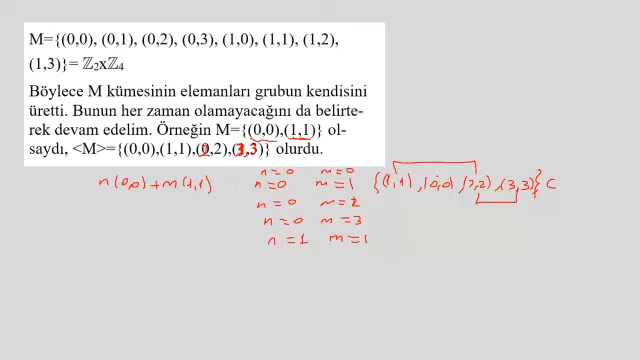 M={(0,0), (0,1), (0,2), (0,3), (1,0), (1,1), (1,2),
(1,3)}= ℤ₂xℤ₄
Böylece M kümesinin elemanları grubun kendisini
üretti. Bunun her zaman olamayacağını da belirte-
rek devam edelim. Örneğin M={(0,0),(1,1)} ol-
saydı, <M>={(0,0),(1,1),(2,2),(3,3)} olurdu.
n=0 m=0
n(0,0)+m(1,1) n=0 m=1 {(1,1),(0,0),(2,2),(3,3)} C
n=0 m=2
n=0 m=3
n=1 m=1